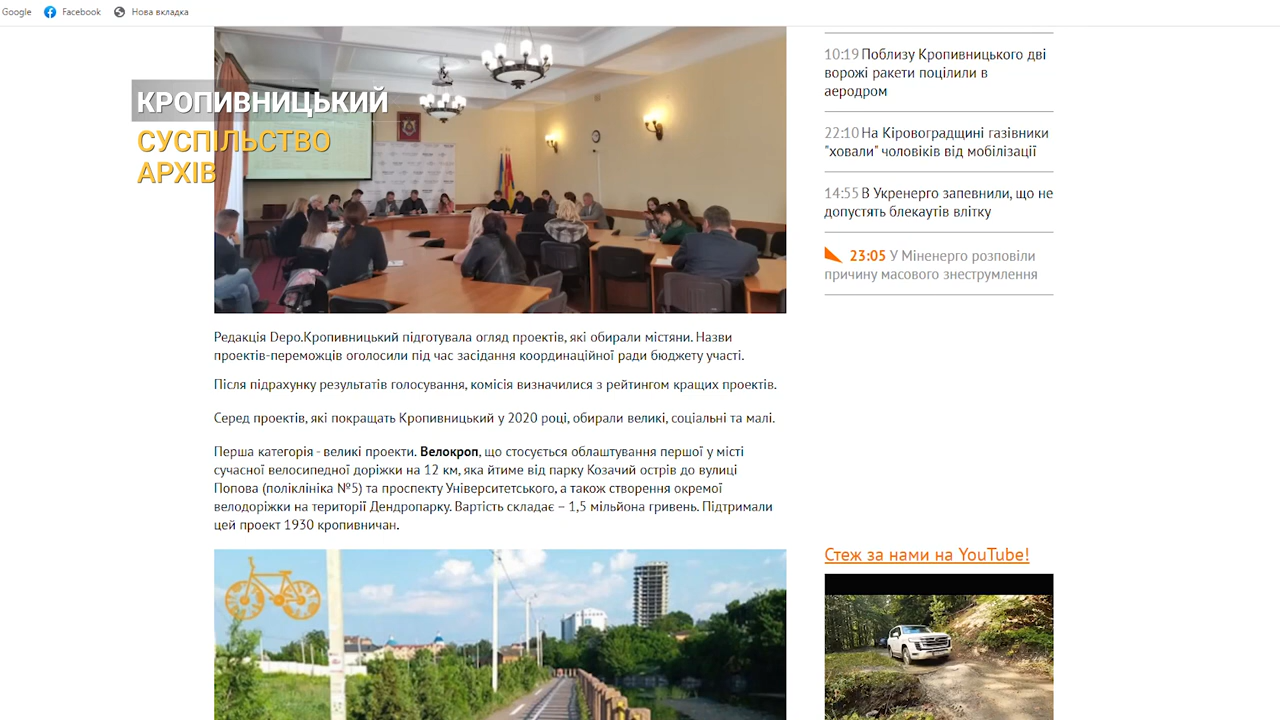 Google
Facebook
Нова вкладка
КРОПИВНИЦЬКИЙ
СУСПІЛЬСТВО
АРХІВ
Редакція Depo.Кропивницький підготувала огляд проектів, які обирали містяни. Назви
проектів-переможців оголосили під час засідання координаційної ради бюджету участі.
Після підрахунку результатів голосування, комісія визначилися з рейтингом кращих проектів.
Серед проектів, які покращать Кропивницький у 2020 році, обирали великі, соціальні та малі.
Перша категорія - великі проекти. Велокроп, що стосується облаштування першої у місті
сучасної велосипедної доріжки на 12 км, яка йтиме від парку Козачий острів до вулиці
Попова (поліклініка №5) та проспекту Університетського, а також створення окремої
велодоріжки на території Дендропарку. Вартість складає – 1,5 мільйона гривень. Підтримали
цей проект 1930 кропивничан.
10:19 Поблизу Кропивницького дві
ворожі ракети поцілили в
аеродром
22:10 На Кіровоградщині газівники
"ховали" чоловіків від мобілізації
14:55 В Укренерго запевнили, що не
допустять блекаутів влітку
23:05 У Міненерго розповіли
причину масового знеструмлення
Стеж за нами на YouTube!